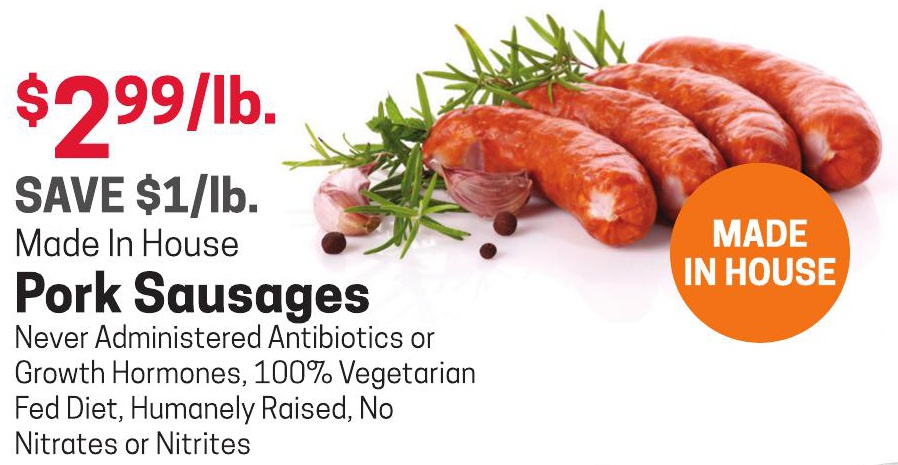 $2.99/lb.
SAVE $1/lb.
Made In House
Pork Sausages
Never Administered Antibiotics or
Growth Hormones, 100% Vegetarian
Fed Diet, Humanely Raised, No
Nitrates or Nitrites
MADE
IN HOUSE